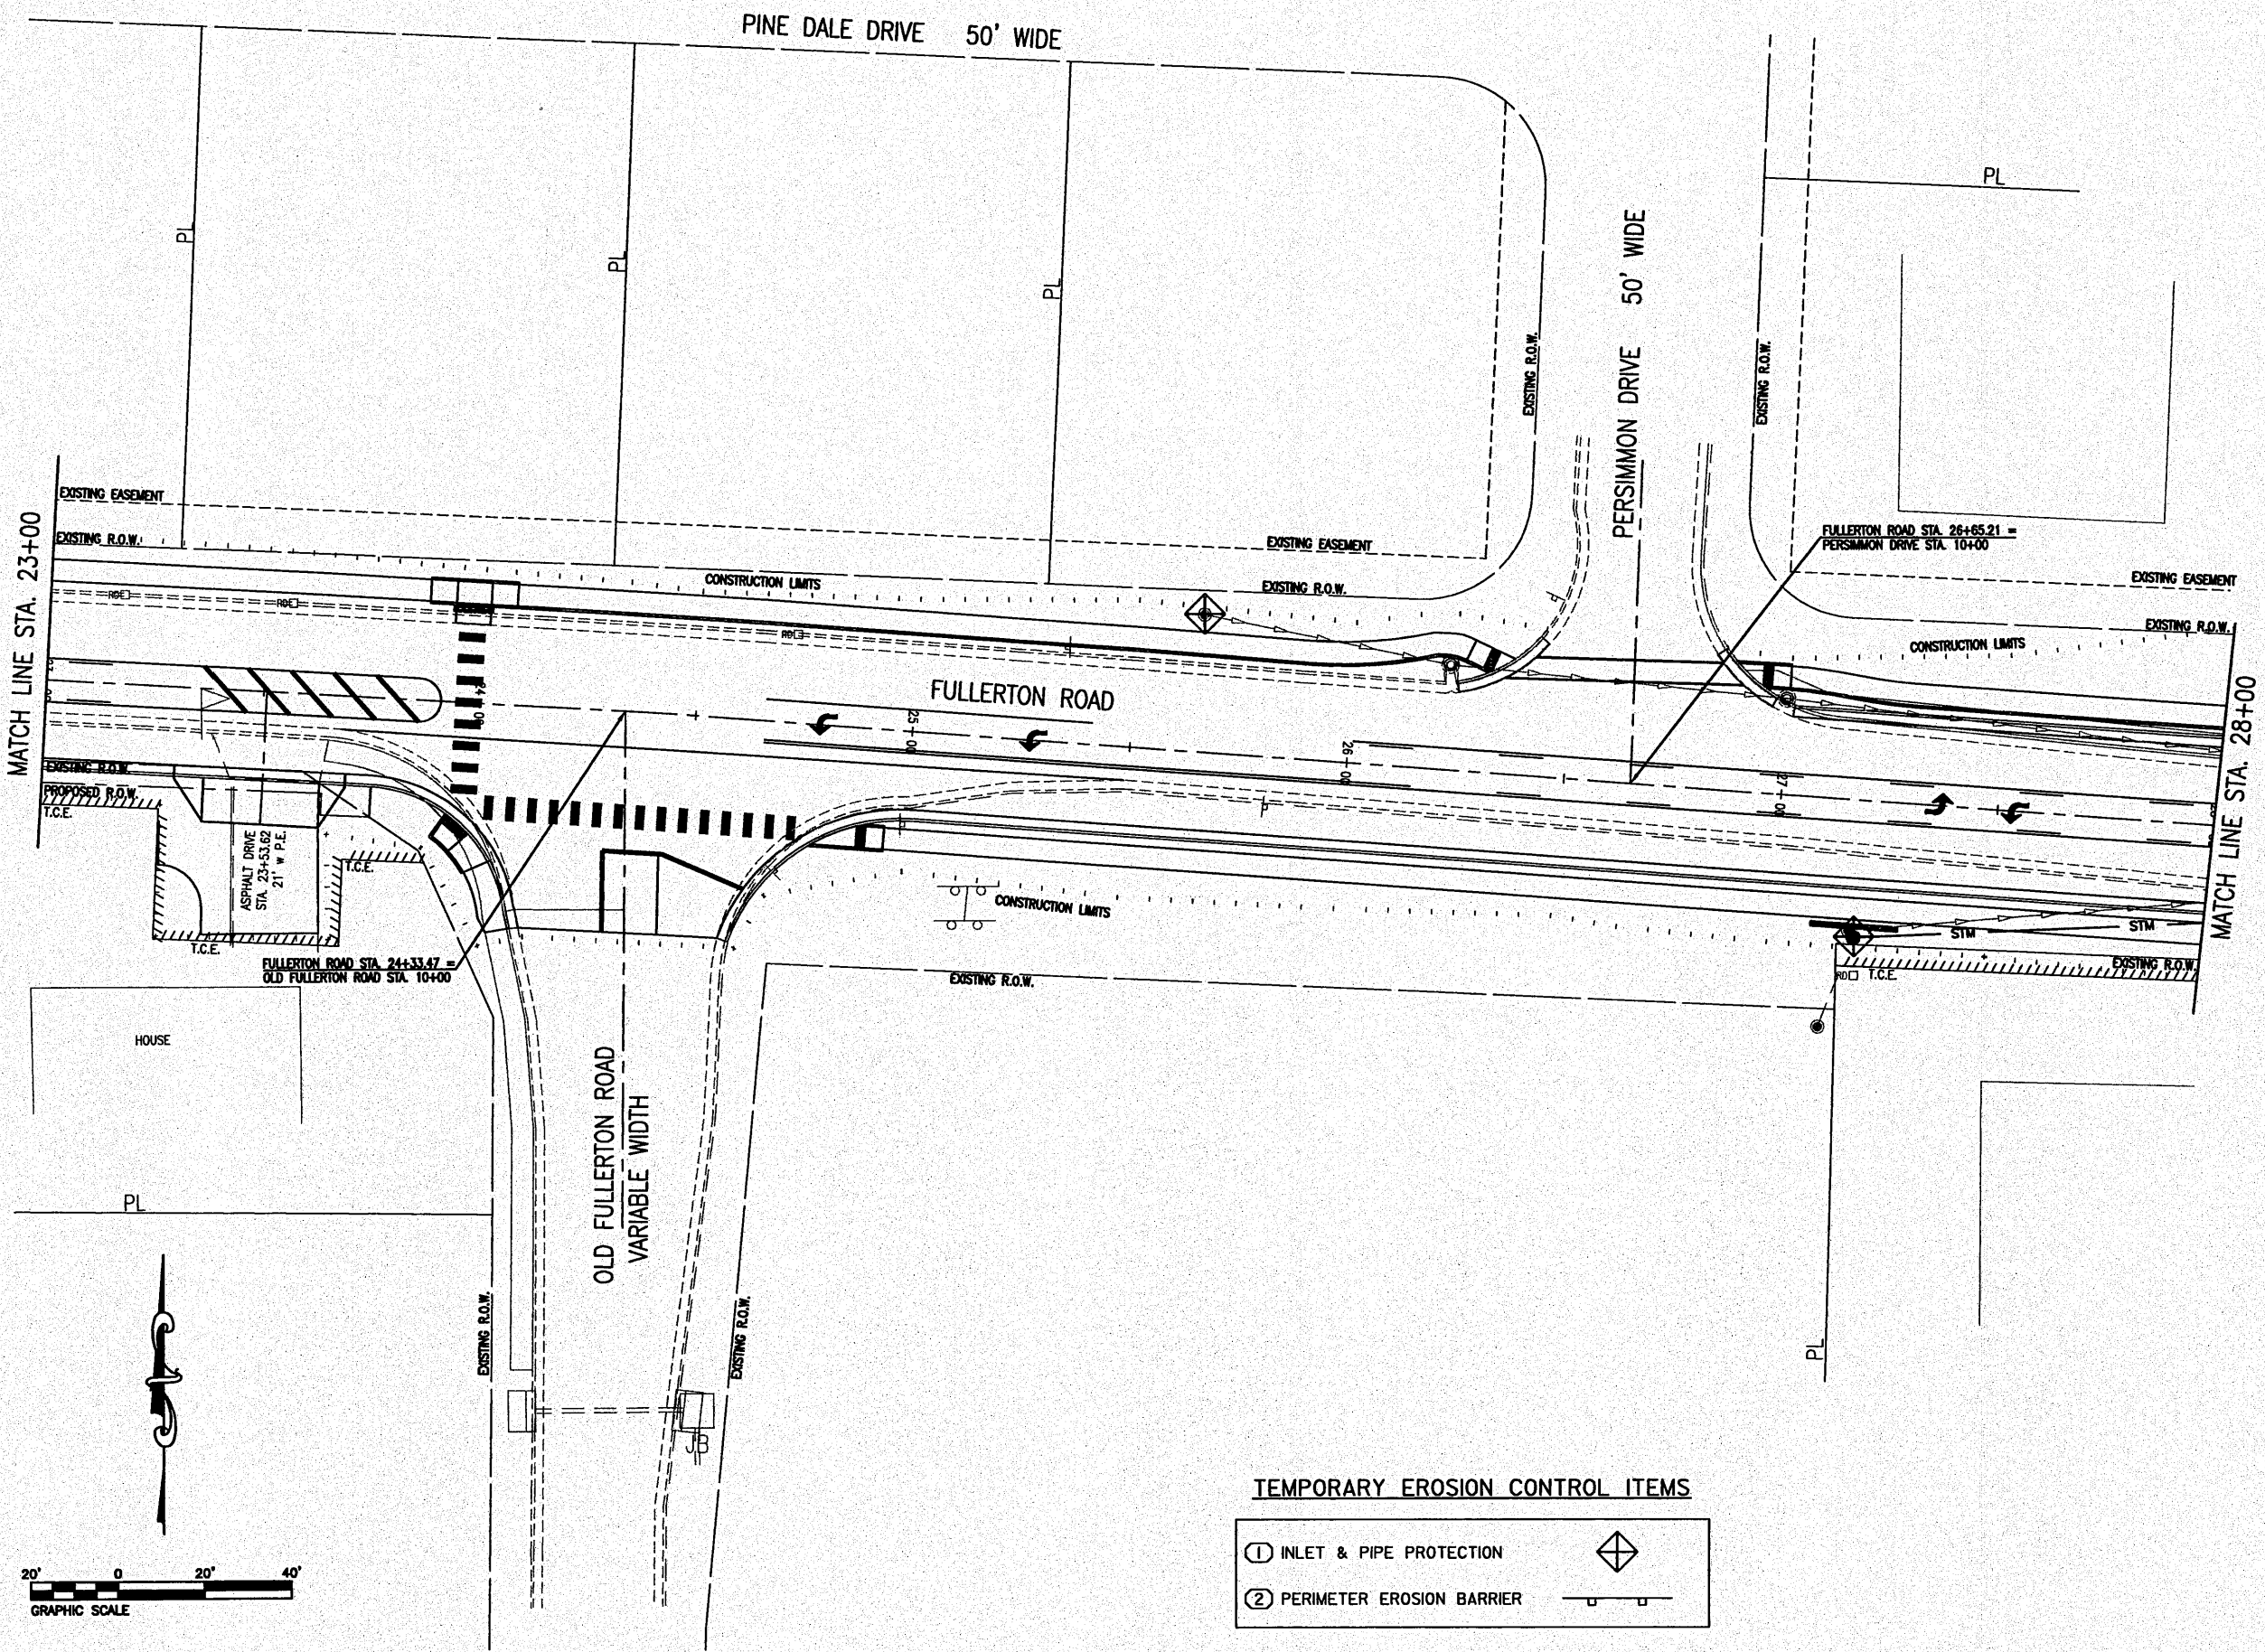 PINE DALE DRIVE 50' WIDE
PL
PL
PL
PL
PERSIMMON DRIVE 50' WIDE
EXISTING R.O.W.
EXISTING R.O.W.
MATCH LINE STA. 23+00
EXISTING EASEMENT
EXISTING R.O.W.
CONSTRUCTION LIMITS
EXISTING EASEMENT
EXISTING R.O.W.
FULLERTON ROAD STA. 26+65.21 =
PERSIMMON DRIVE STA. 10+00
EXISTING EASEMENT
EXISTING R.O.W.
CONSTRUCTION LIMITS
MATCH LINE STA. 28+00
FULLERTON ROAD
24+00
25+00
26+00
27+00
EXISTING R.O.W.
PROPOSED R.O.W.
T.C.E.
ASPHALT DRIVE
STA. 23+53.62
21' w P.E.
T.C.E.
T.C.E.
FULLERTON ROAD STA. 24+33.47 =
OLD FULLERTON ROAD STA. 10+00
CONSTRUCTION LIMITS
EXISTING R.O.W.
STM
STM
EXISTING R.O.W.
RD
T.C.E.
HOUSE
OLD FULLERTON ROAD
VARIABLE WIDTH
PL
EXISTING R.O.W.
EXISTING R.O.W.
JB
PL
20' 0 20' 40'
GRAPHIC SCALE
TEMPORARY EROSION CONTROL ITEMS
1 INLET & PIPE PROTECTION
2 PERIMETER EROSION BARRIER